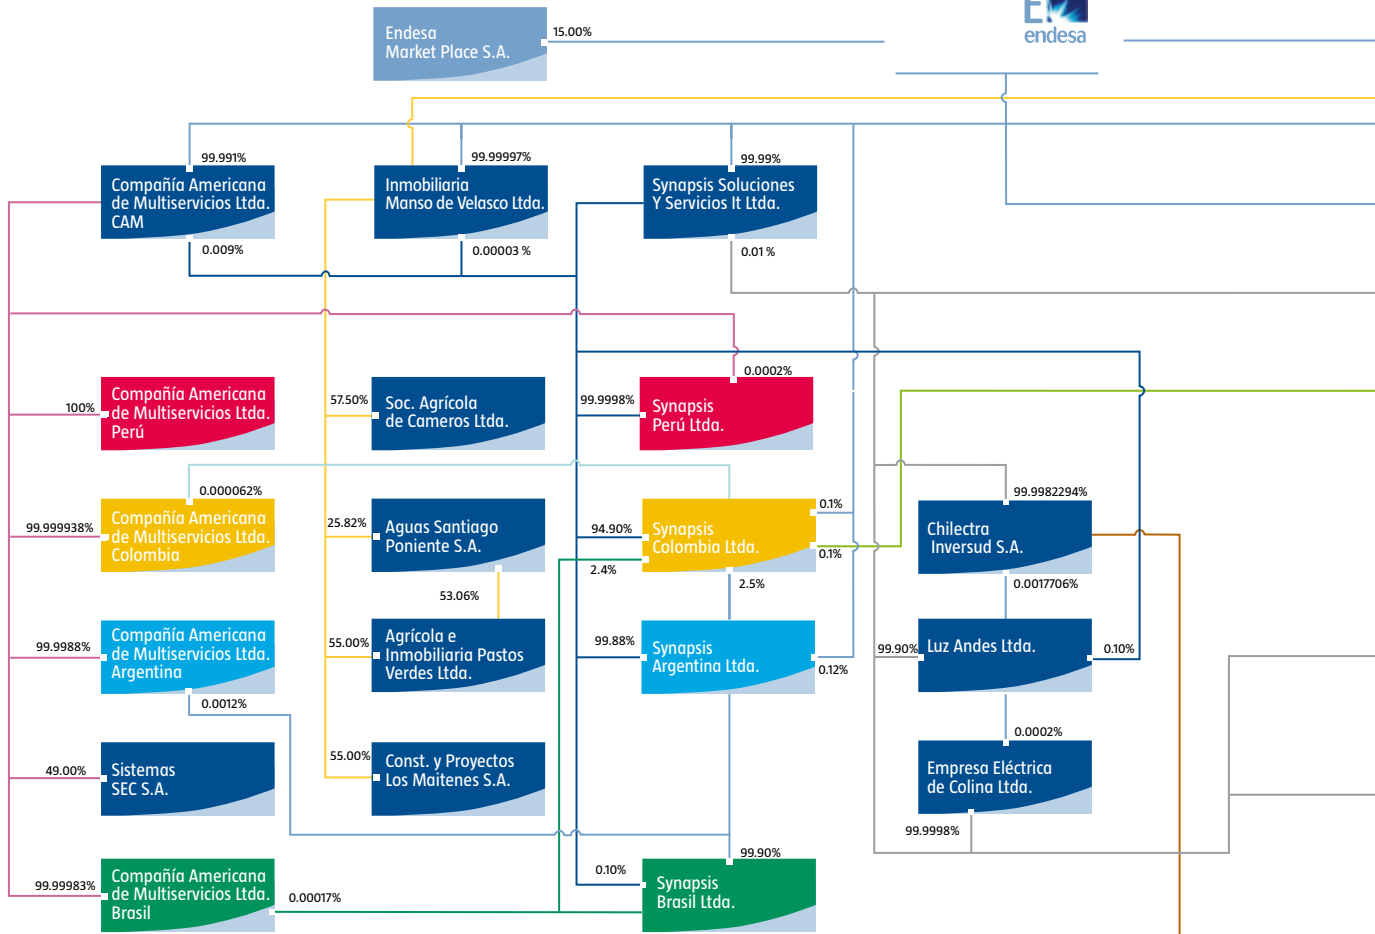 Endesa
Market Place S.A.
15.00%
endesa
99.991%
99.99997%
99.99%
Compañía Americana
de Multiservicios Ltda.
CAM
Inmobiliaria
Manso de Velasco Ltda.
Synapsis Soluciones
Y Servicios It Ltda.
0.009%
0.00003 %
0.01 %
0.0002%
100%
Compañía Americana
de Multiservicios Ltda.
Perú
57.50%
Soc. Agrícola
de Cameros Ltda.
99.9998%
Synapsis
Perú Ltda.
0.000062%
99.9982294%
99.999938%
Compañía Americana
de Multiservicios Ltda.
Colombia
25.82%
Aguas Santiago
Poniente S.A.
94.90%
2.4%
Synapsis
Colombia Ltda.
0.1%
0.1%
Chilectra
Inversud S.A.
53.06%
2.5%
0.0017706%
99.9988%
Compañía Americana
de Multiservicios Ltda.
Argentina
55.00%
Agrícola e
Inmobiliaria Pastos
Verdes Ltda.
99.88%
Synapsis
Argentina Ltda.
0.12%
99.90%
Luz Andes Ltda.
0.10%
0.0012%
0.0002%
49.00%
Sistemas
SEC S.A.
55.00%
Const. y Proyectos
Los Maitenes S.A.
Empresa Eléctrica
de Colina Ltda.
99.9998%
99.90%
99.99983%
Compañía Americana
de Multiservicios Ltda.
Brasil
0.00017%
0.10%
Synapsis
Brasil Ltda.